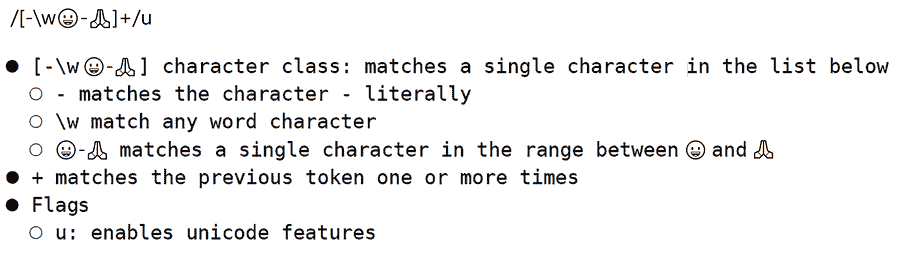 /[-\w😀-🙏]+/u
● [-\w😀-🙏] character class: matches a single character in the list below
○ - matches the character - literally
○ \w match any word character
○ 😀-🙏 matches a single character in the range between 😀 and 🙏
● + matches the previous token one or more times
● Flags
○ u: enables unicode features